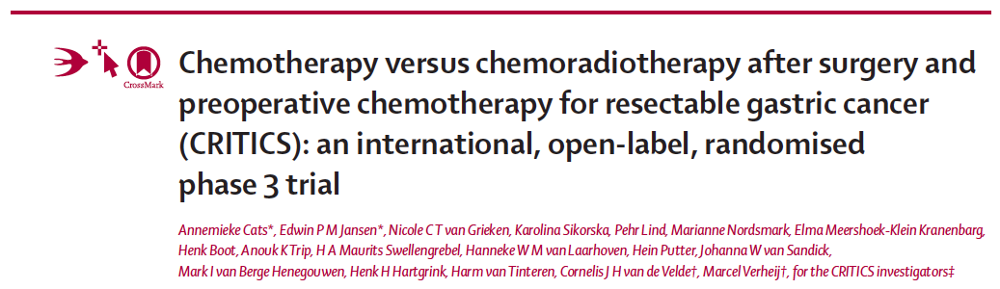 CrossMark
Chemotherapy versus chemoradiotherapy after surgery and
preoperative chemotherapy for resectable gastric cancer
(CRITICS): an international, open-label, randomised
phase 3 trial
Annemieke Cats*, Edwin P M Jansen*, Nicole C T van Grieken, Karolina Sikorska, Pehr Lind, Marianne Nordsmark, Elma Meershoek-Klein Kranenbarg,
Henk Boot, Anouk K Trip, H A Maurits Swellengrebel, Hanneke W M van Laarhoven, Hein Putter, Johanna W van Sandick,
Mark I van Berge Henegouwen, Henk H Hartgrink, Harm van Tinteren, Cornelis J H van de Velde†, Marcel Verheij†, for the CRITICS investigators‡